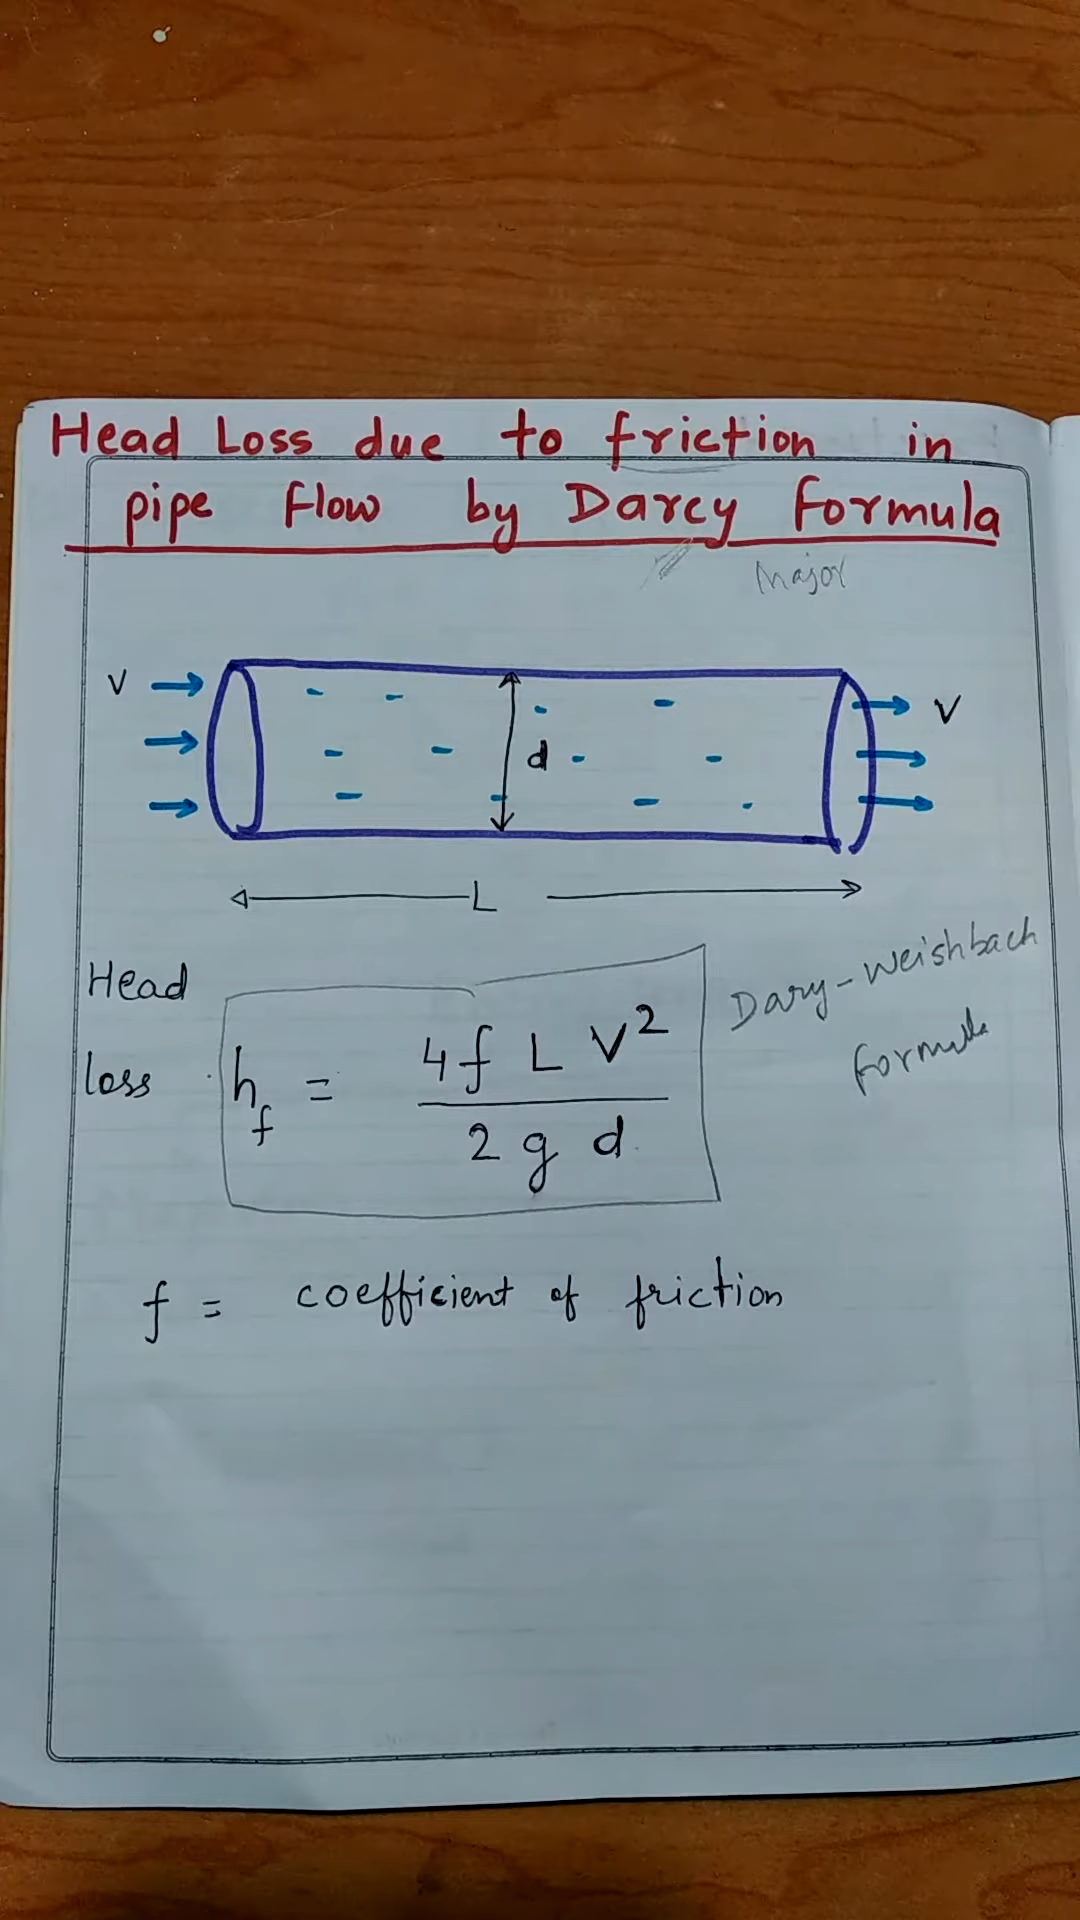 Head Loss due to friction in
pipe flow by Darcy Formula
Major
V
V
d
L
Head
loss
h_f = 4f L V² / 2 g d
Dary-Weishbach
formula
f = coefficient of friction